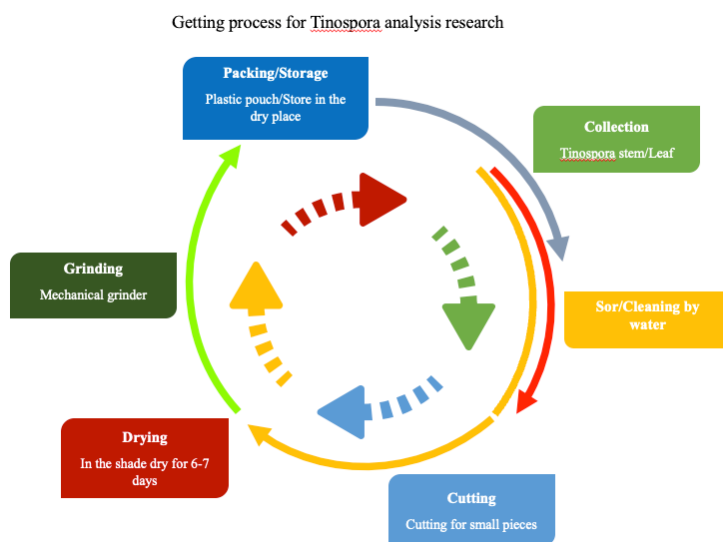 Getting process for Tinospora analysis research
Packing/Storage
Plastic pouch/Store in the
dry place
Collection
Tinospora stem/Leaf
Sor/Cleaning by
water
Cutting
Cutting for small pieces
Drying
In the shade dry for 6-7
days
Grinding
Mechanical grinder